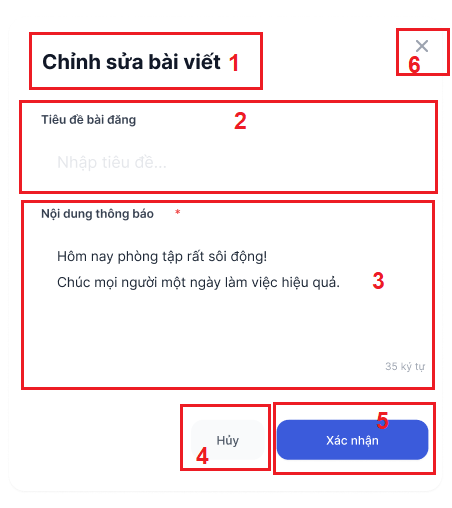 Chỉnh sửa bài viết 1
6
Tiêu đề bài đăng 2
Nhập tiêu đề...
Nội dung thông báo *
Hôm nay phòng tập rất sôi động!
Chúc mọi người một ngày làm việc hiệu quả. 3
35 ký tự
4 Hủy
5 Xác nhận